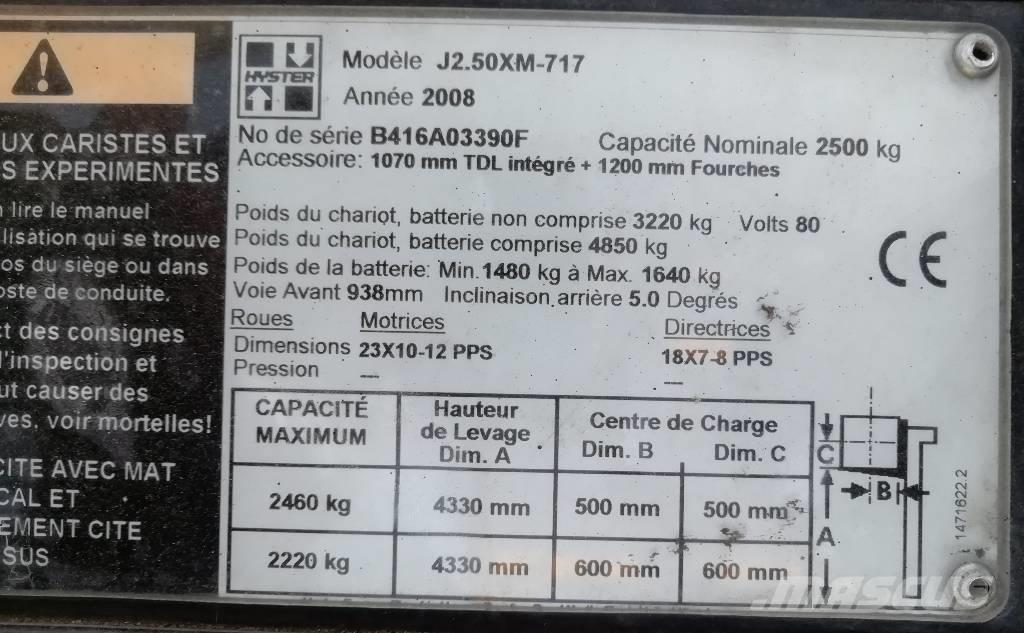 UX CARISTES ET
S EXPERIMENTES
lire le manuel
lisation qui se trouve
os du siège ou dans
oste de conduite.
ct des consignes
l'inspection et
ut causer des
ves, voir mortelles!
CITE AVEC MAT
CAL ET
EMENT CITE
SUS
HYSTER
Modèle J2.50XM-717
Année 2008
No de série B416A03390F Capacité Nominale 2500 kg
Accessoire: 1070 mm TDL intégré + 1200 mm Fourches
Poids du chariot, batterie non comprise 3220 kg Volts 80
Poids du chariot, batterie comprise 4850 kg
Poids de la batterie: Min.1480 kg à Max. 1640 kg
Voie Avant 938mm Inclinaison arrière 5.0 Degrés
CE
Roues Motrices Directrices
Dimensions 23X10-12 PPS 18X7-8 PPS
Pression — —
CAPACITÉ MAXIMUM Hauteur de Levage Dim. A Centre de Charge Dim. B Dim. C
2460 kg 4330 mm 500 mm 500 mm
2220 kg 4330 mm 600 mm 600 mm
C
B
A
1471622.2
MASCUS